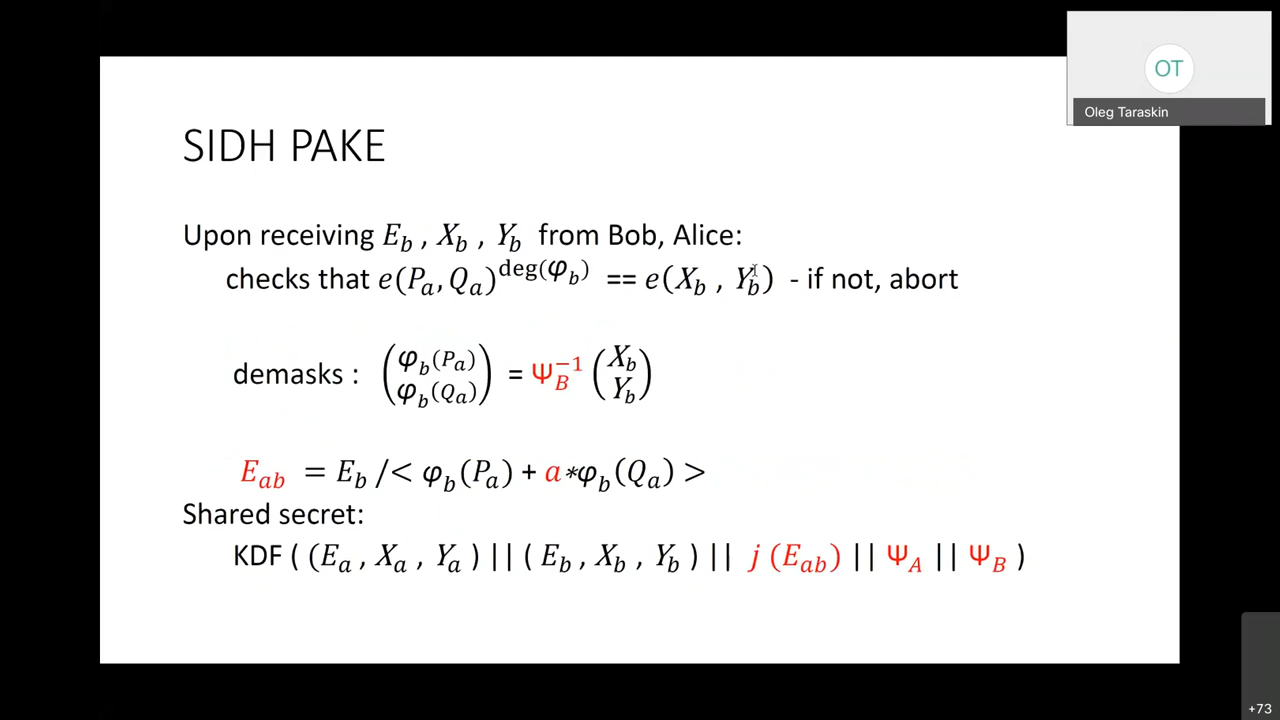 OT
Oleg Taraskin
SIDH PAKE
Upon receiving E_b , X_b , Y_b from Bob, Alice:
checks that e(P_a, Q_a)^{deg(φ_b)} == e(X_b , Y_b) - if not, abort
demasks : (φ_b(P_a) φ_b(Q_a)) = Ψ_B^{−1} (X_b Y_b)
E_ab = E_b /< φ_b(P_a) + a∗φ_b(Q_a) >
Shared secret:
KDF ( (E_a , X_a , Y_a ) || ( E_b , X_b , Y_b ) || j (E_ab) || Ψ_A || Ψ_B )
+73